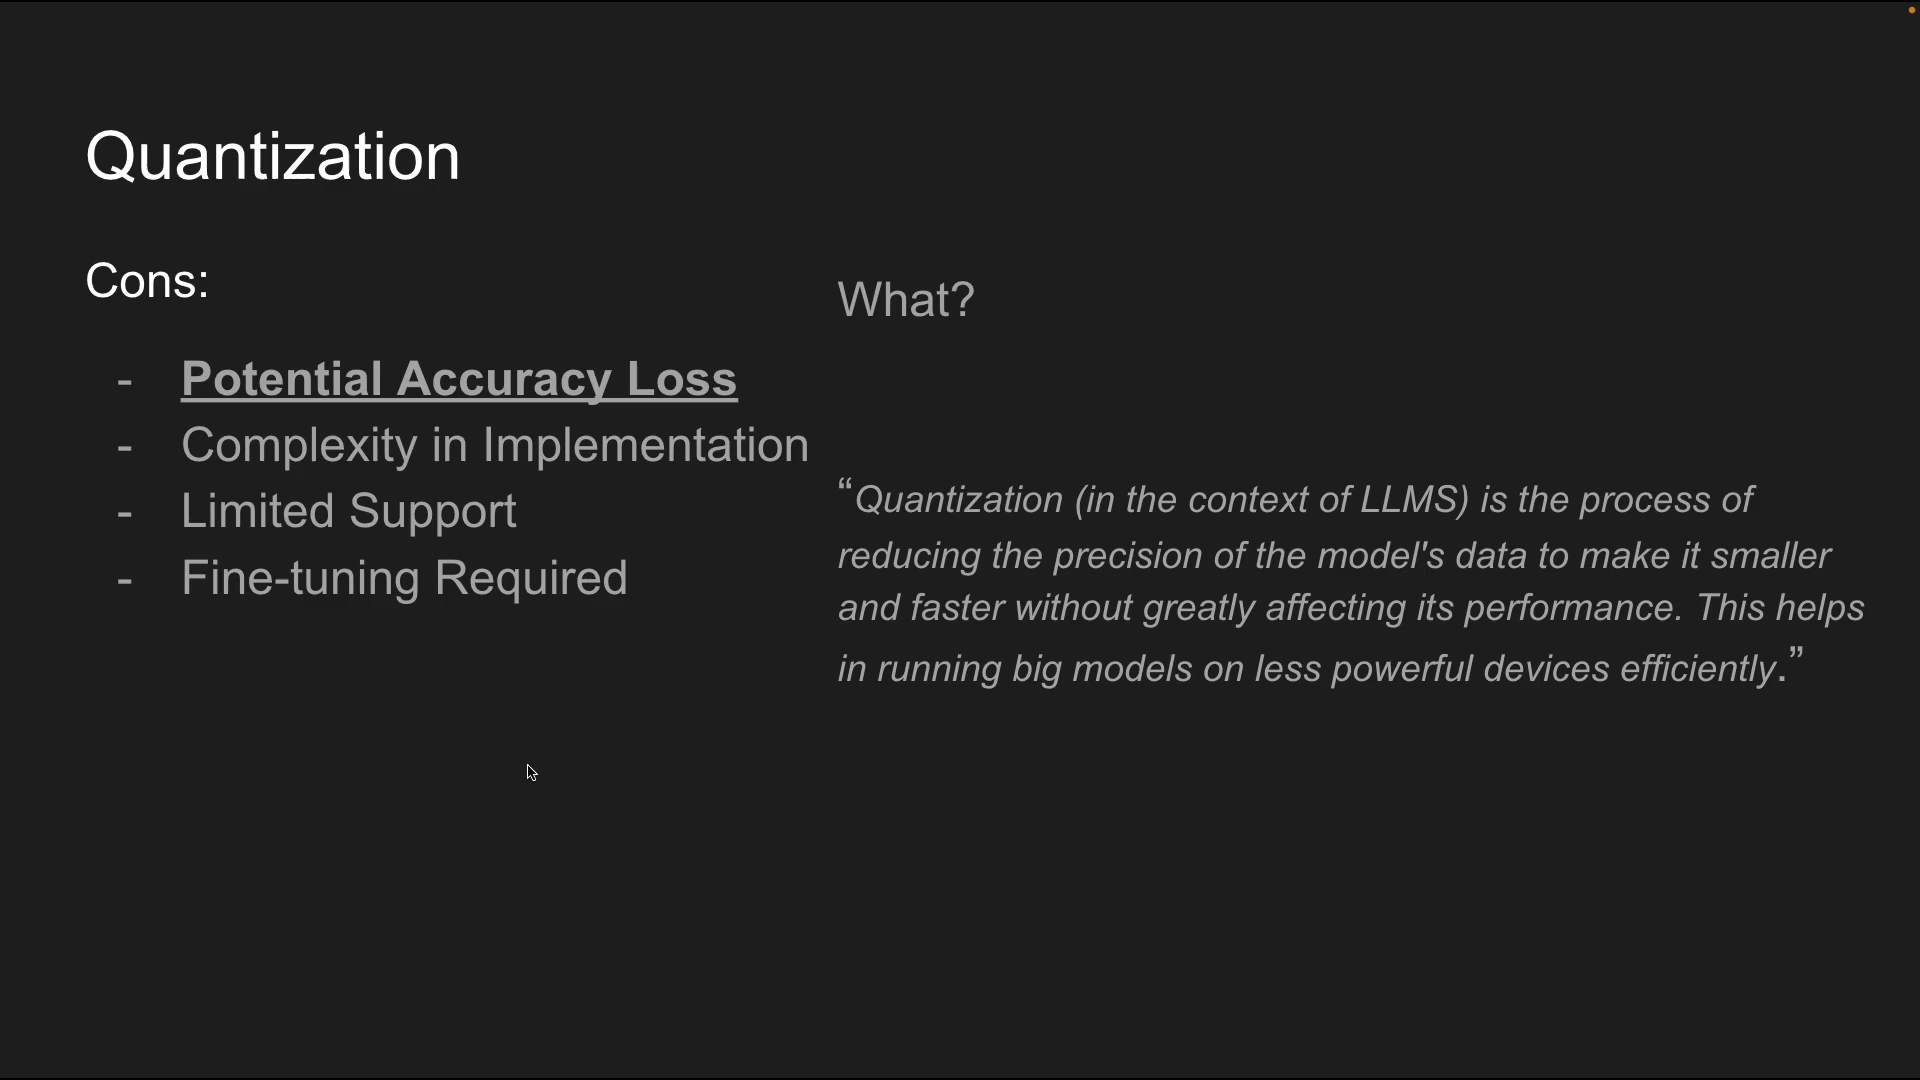 Quantization
Cons:
- Potential Accuracy Loss
- Complexity in Implementation
- Limited Support
- Fine-tuning Required
What?
“Quantization (in the context of LLMS) is the process of
reducing the precision of the model's data to make it smaller
and faster without greatly affecting its performance. This helps
in running big models on less powerful devices efficiently.”